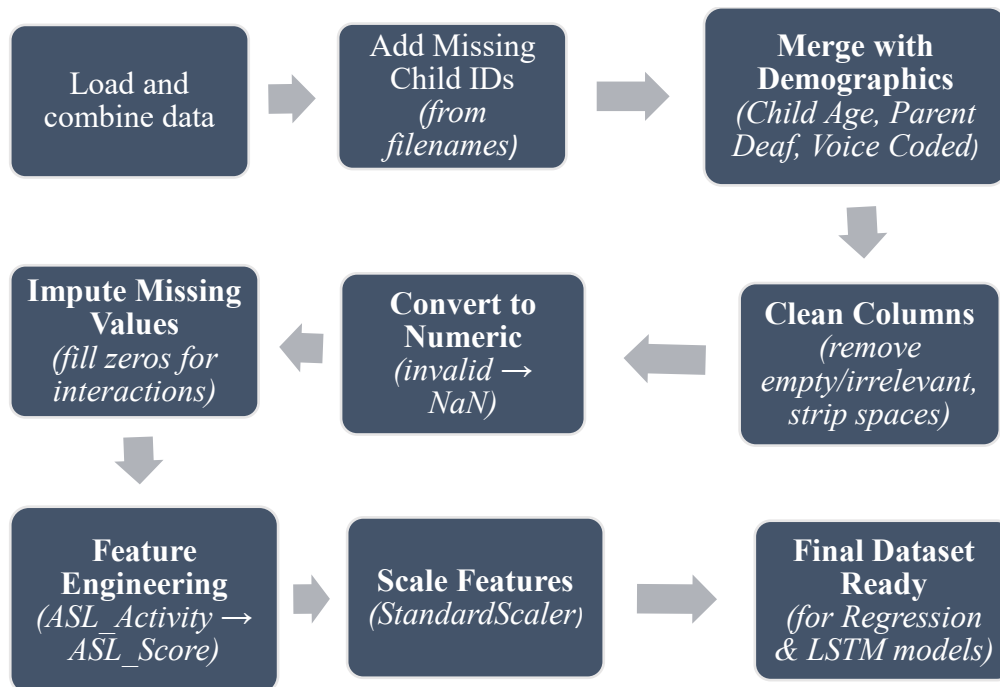 Load and
combine data
Add Missing
Child IDs
(from
filenames)
Merge with
Demographics
(Child Age, Parent
Deaf, Voice Coded)
Clean Columns
(remove
empty/irrelevant,
strip spaces)
Convert to
Numeric
(invalid →
NaN)
Impute Missing
Values
(fill zeros for
interactions)
Feature
Engineering
(ASL_Activity →
ASL_Score)
Scale Features
(StandardScaler)
Final Dataset
Ready
(for Regression
& LSTM models)